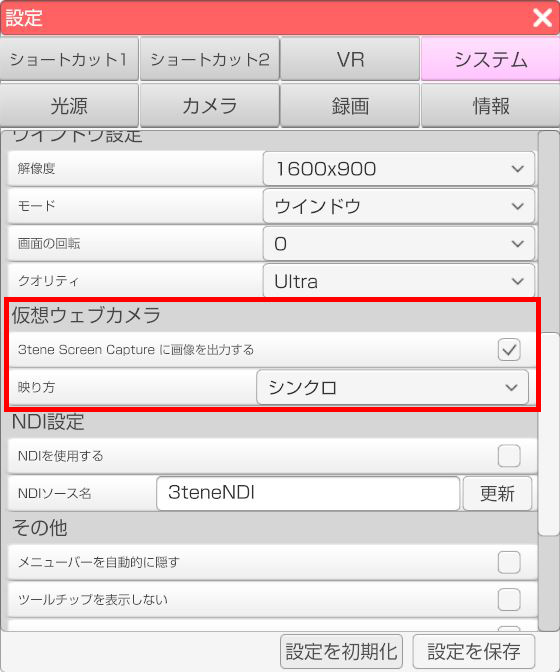 設定
ショートカット1 ショートカット2 VR システム
光源 カメラ 録画 情報
ウインドウ設定
解像度 1600x900
モード ウインドウ
画面の回転 0
クオリティ Ultra
仮想ウェブカメラ
3tene Screen Capture に画像を出力する
映り方 シンクロ
NDI設定
NDIを使用する
NDIソース名 3teneNDI 更新
その他
メニューバーを自動的に隠す
ツールチップを表示しない
設定を初期化 設定を保存